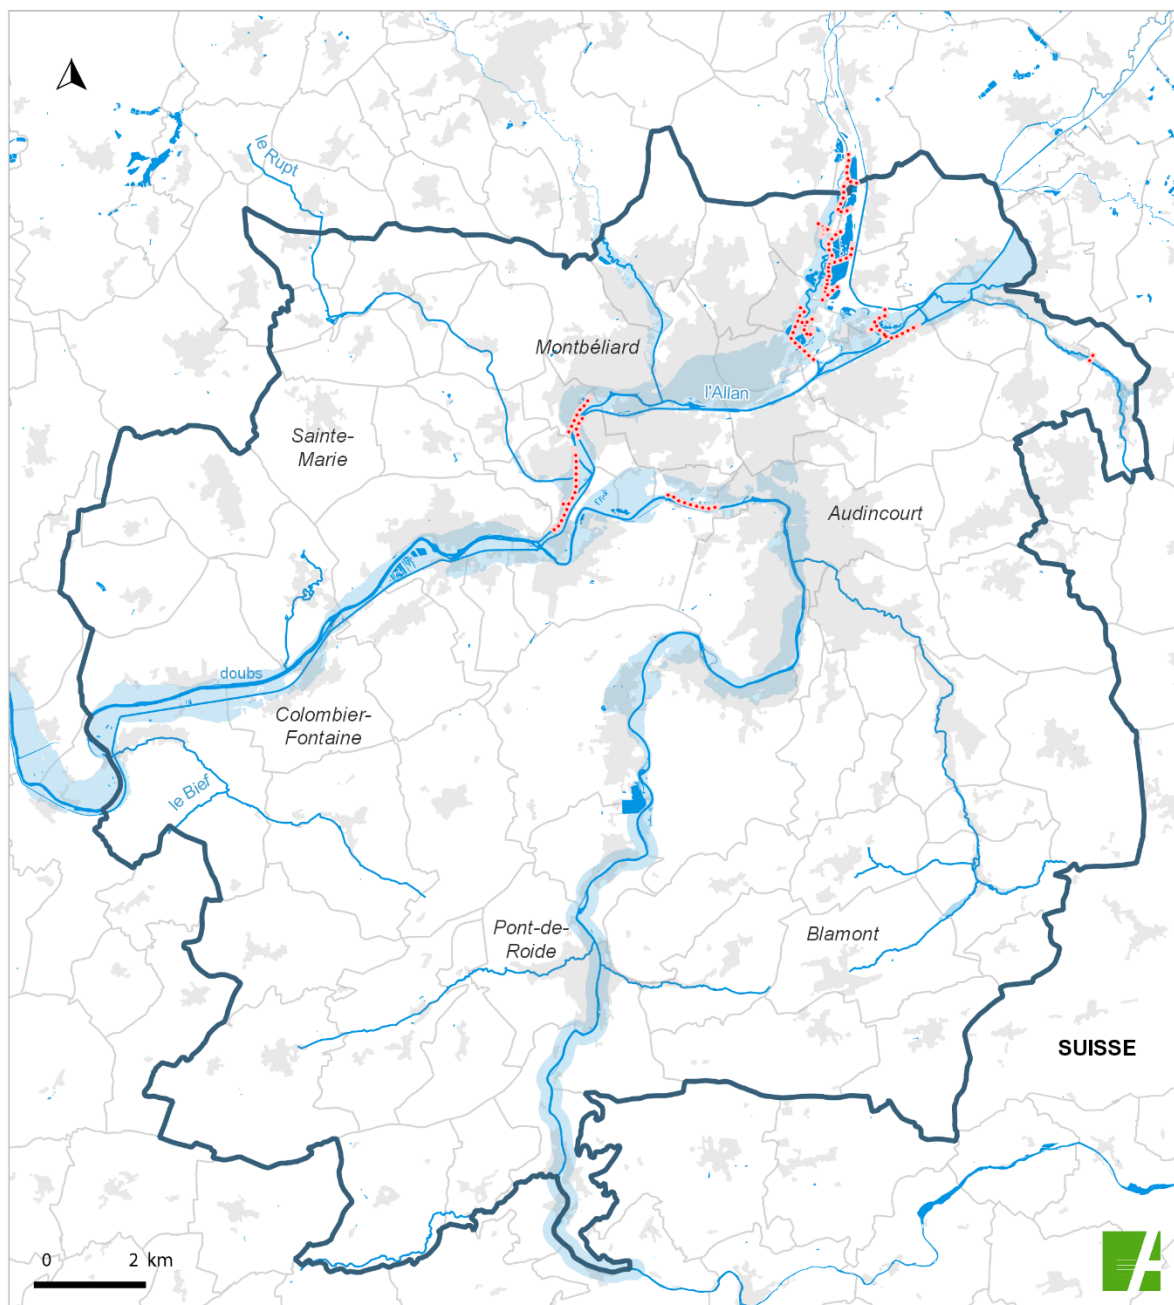 le Rupt
Montbéliard
l'Allan
Sainte-
Marie
Audincourt
doubs
Colombier-
Fontaine
le Bief
Pont-de-
Roide
Blamont
SUISSE
0 2 km